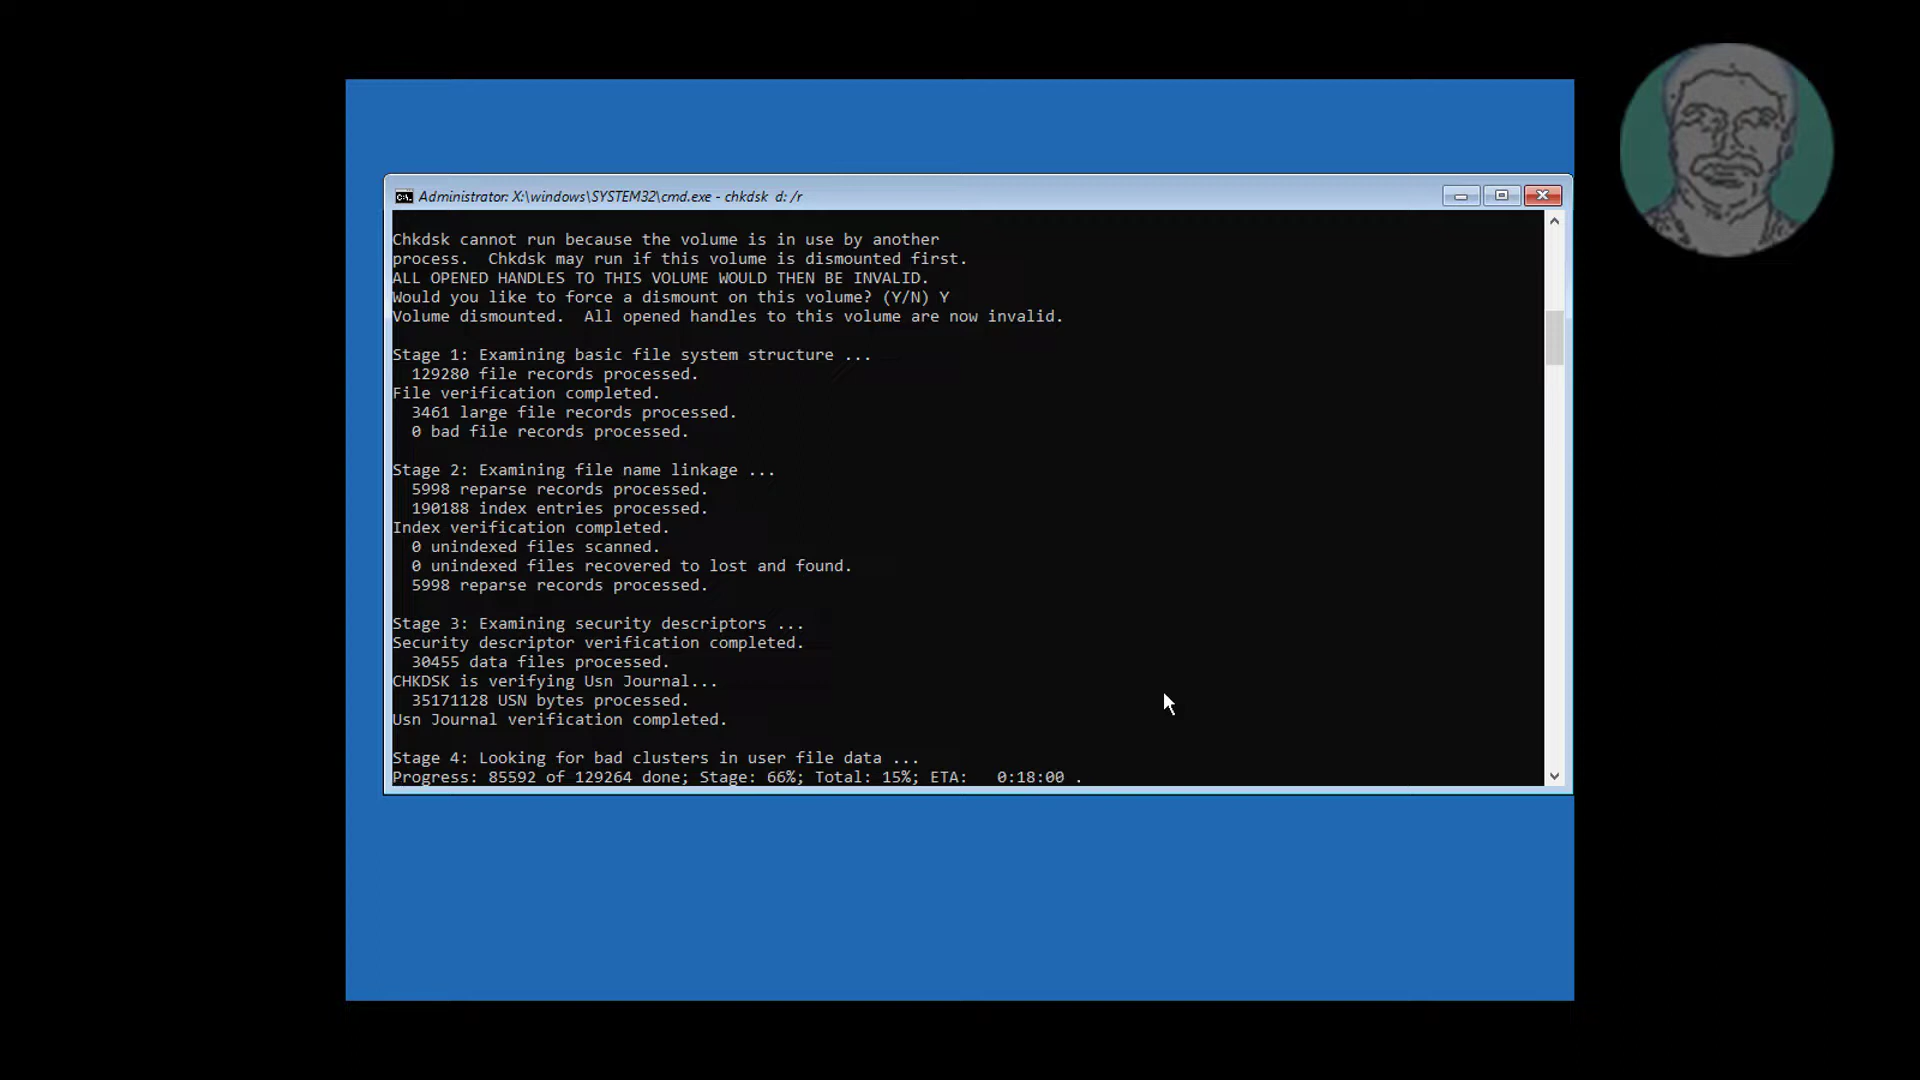 Administrator: X:\windows\SYSTEM32\cmd.exe - chkdsk d: /r
Chkdsk cannot run because the volume is in use by another
process.  Chkdsk may run if this volume is dismounted first.
ALL OPENED HANDLES TO THIS VOLUME WOULD THEN BE INVALID.
Would you like to force a dismount on this volume? (Y/N) Y
Volume dismounted.  All opened handles to this volume are now invalid.
Stage 1: Examining basic file system structure ...
129280 file records processed.
File verification completed.
3461 large file records processed.
0 bad file records processed.
Stage 2: Examining file name linkage ...
5998 reparse records processed.
190188 index entries processed.
Index verification completed.
0 unindexed files scanned.
0 unindexed files recovered to lost and found.
5998 reparse records processed.
Stage 3: Examining security descriptors ...
Security descriptor verification completed.
30455 data files processed.
CHKDSK is verifying Usn Journal...
35171128 USN bytes processed.
Usn Journal verification completed.
Stage 4: Looking for bad clusters in user file data ...
Progress: 85592 of 129264 done; Stage: 66%; Total: 15%; ETA:   0:18:00 .